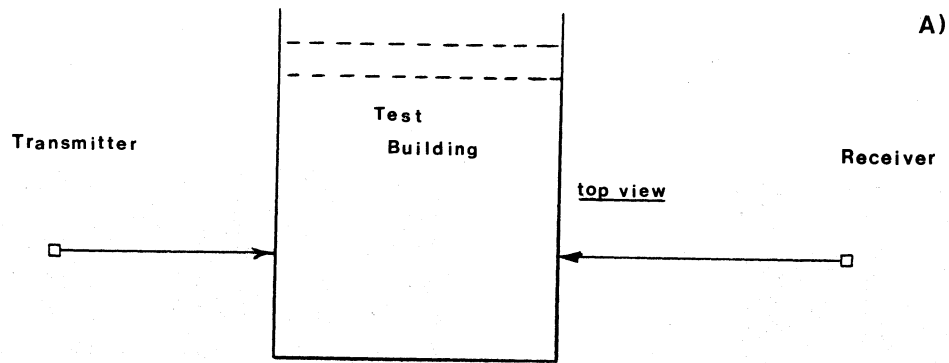 A)
Test
Building
Transmitter
Receiver
top view